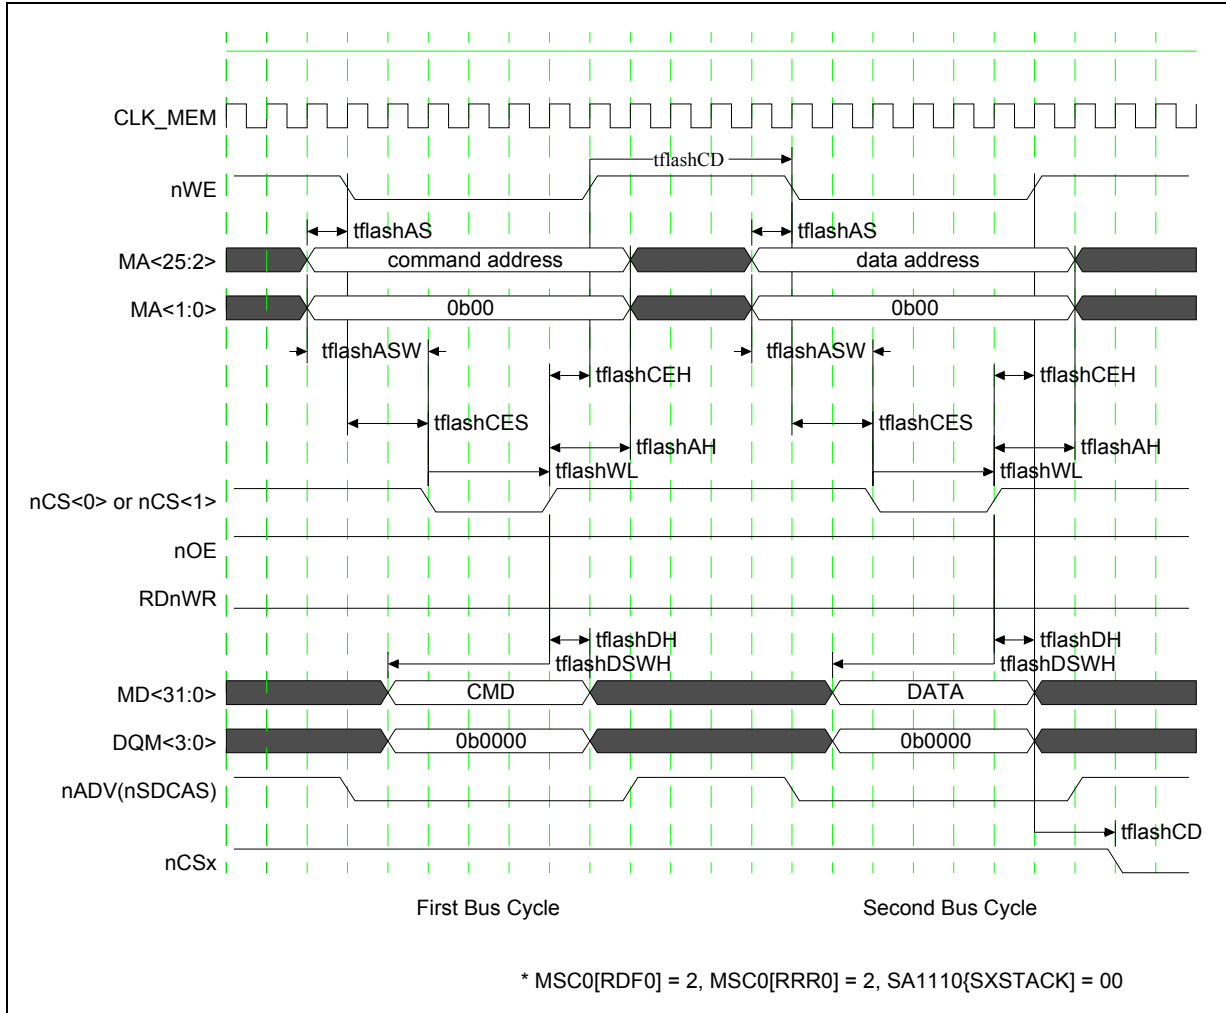 CLK_MEM
tflashCD
nWE
tflashAS tflashAS
MA<25:2> command address data address
MA<1:0> 0b00 0b00
tflashASW tflashASW
tflashCEH tflashCEH
tflashCES tflashCES
tflashAH tflashAH
tflashWL tflashWL
nCS<0> or nCS<1>
nOE
RDnWR
tflashDH tflashDH
tflashDSWH tflashDSWH
MD<31:0> CMD DATA
DQM<3:0> 0b0000 0b0000
nADV(nSDCAS)
tflashCD
nCSx
First Bus Cycle Second Bus Cycle
* MSC0[RDF0] = 2, MSC0[RRR0] = 2, SA1110{SXSTACK] = 00